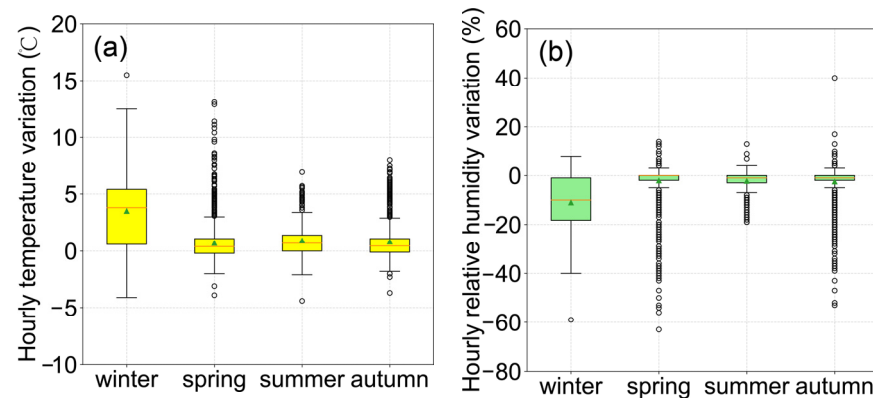 (a)
Hourly temperature variation (℃)
20
15
10
5
0
−5
−10
winter spring summer autumn
(b)
Hourly relative humidity variation (%)
60
40
20
0
−20
−40
−60
−80
winter spring summer autumn